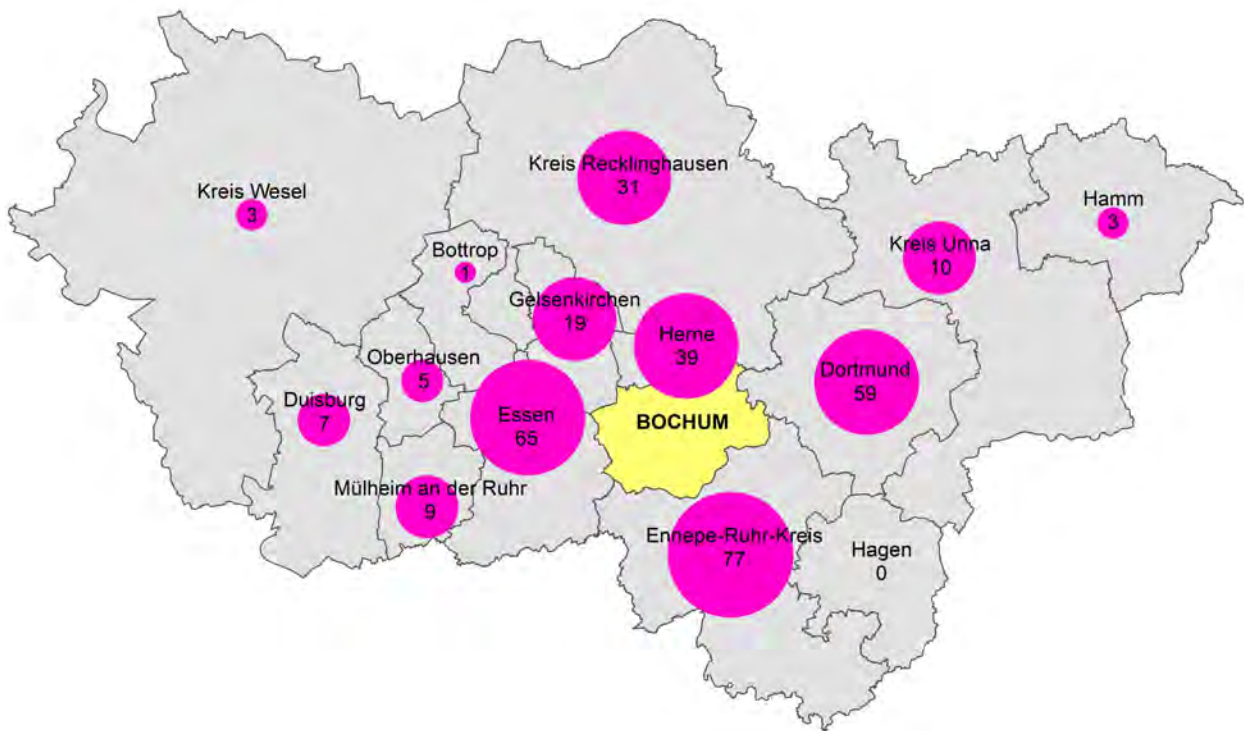 Kreis Recklinghausen
31
Kreis Wesel
3
Hamm
3
Kreis Unna
10
Bottrop
1
Gelsenkirchen
19
Herne
39
Oberhausen
5
Dortmund
59
Duisburg
7
Essen
65
BOCHUM
Mülheim an der Ruhr
9
Ennepe-Ruhr-Kreis
77
Hagen
0